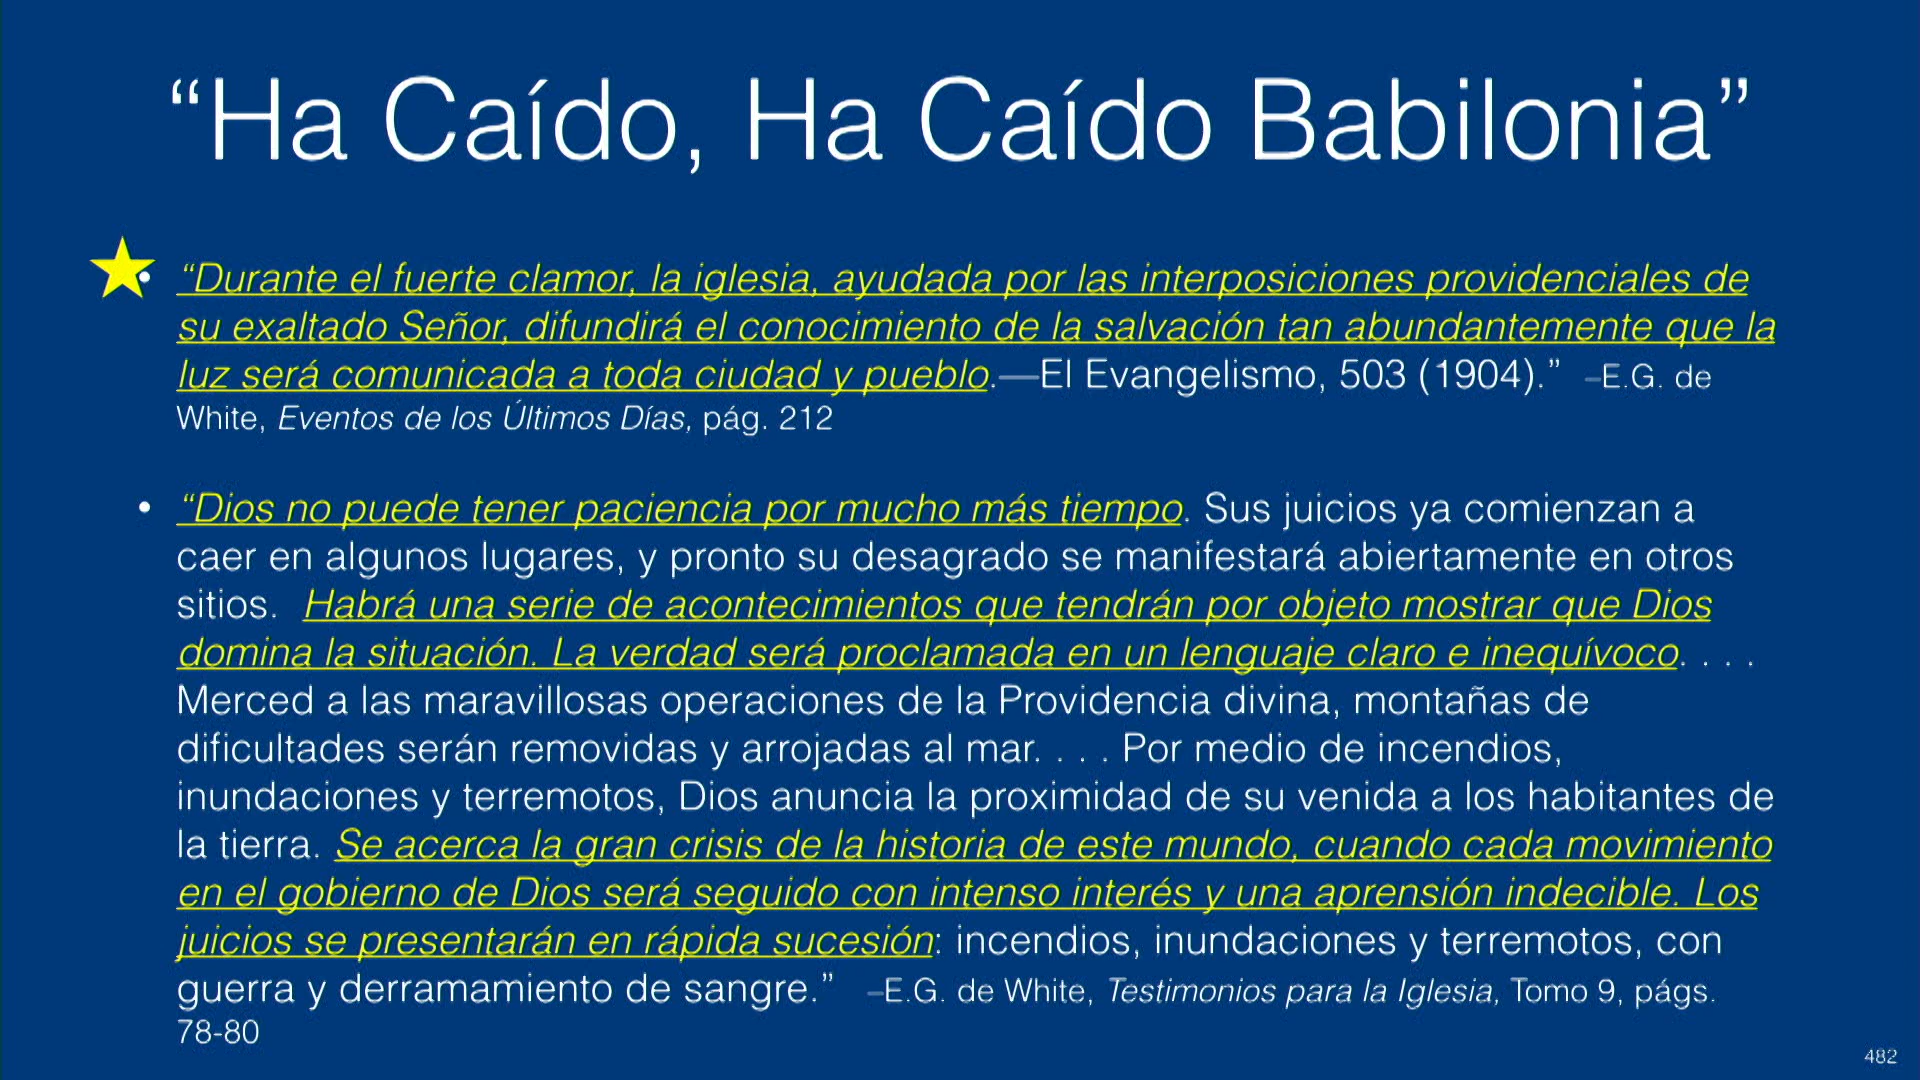 “Ha Caído, Ha Caído Babilonia”
• “Durante el fuerte clamor, la iglesia, ayudada por las interposiciones providenciales de
su exaltado Señor, difundirá el conocimiento de la salvación tan abundantemente que la
luz será comunicada a toda ciudad y pueblo.—El Evangelismo, 503 (1904).” –E.G. de
White, Eventos de los Últimos Días, pág. 212
• “Dios no puede tener paciencia por mucho más tiempo. Sus juicios ya comienzan a
caer en algunos lugares, y pronto su desagrado se manifestará abiertamente en otros
sitios. Habrá una serie de acontecimientos que tendrán por objeto mostrar que Dios
domina la situación. La verdad será proclamada en un lenguaje claro e inequívoco. . . .
Merced a las maravillosas operaciones de la Providencia divina, montañas de
dificultades serán removidas y arrojadas al mar. . . . Por medio de incendios,
inundaciones y terremotos, Dios anuncia la proximidad de su venida a los habitantes de
la tierra. Se acerca la gran crisis de la historia de este mundo, cuando cada movimiento
en el gobierno de Dios será seguido con intenso interés y una aprensión indecible. Los
juicios se presentarán en rápida sucesión: incendios, inundaciones y terremotos, con
guerra y derramamiento de sangre.” –E.G. de White, Testimonios para la Iglesia, Tomo 9, págs.
78-80
482